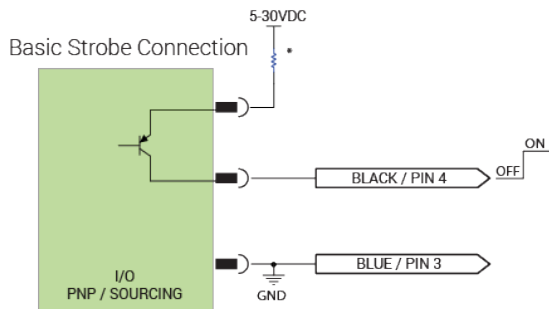 5-30VDC
Basic Strobe Connection
*
ON
OFF
BLACK / PIN 4
BLUE / PIN 3
I/O
PNP / SOURCING
GND